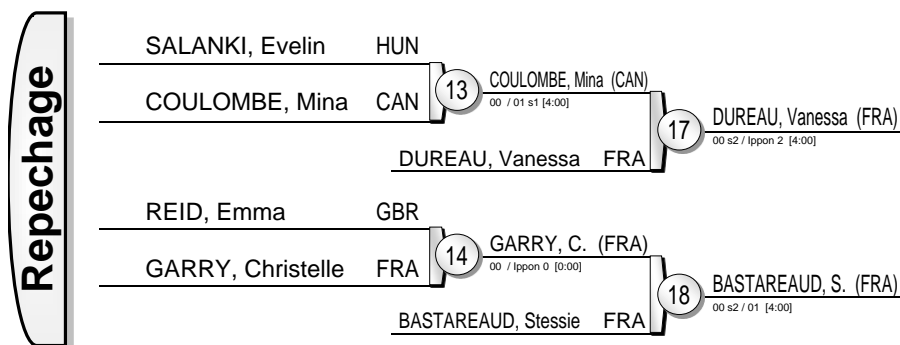 Repechage
SALANKI, Evelin HUN
COULOMBE, Mina CAN
13
COULOMBE, Mina (CAN)
00 / 01 s1 [4:00]
DUREAU, Vanessa FRA
17
DUREAU, Vanessa (FRA)
00 s2 / Ippon 2 [4:00]
REID, Emma GBR
GARRY, Christelle FRA
14
GARRY, C. (FRA)
00 / Ippon 0 [0:00]
BASTAREAUD, Stessie FRA
18
BASTAREAUD, S. (FRA)
00 s2 / 01 [4:00]